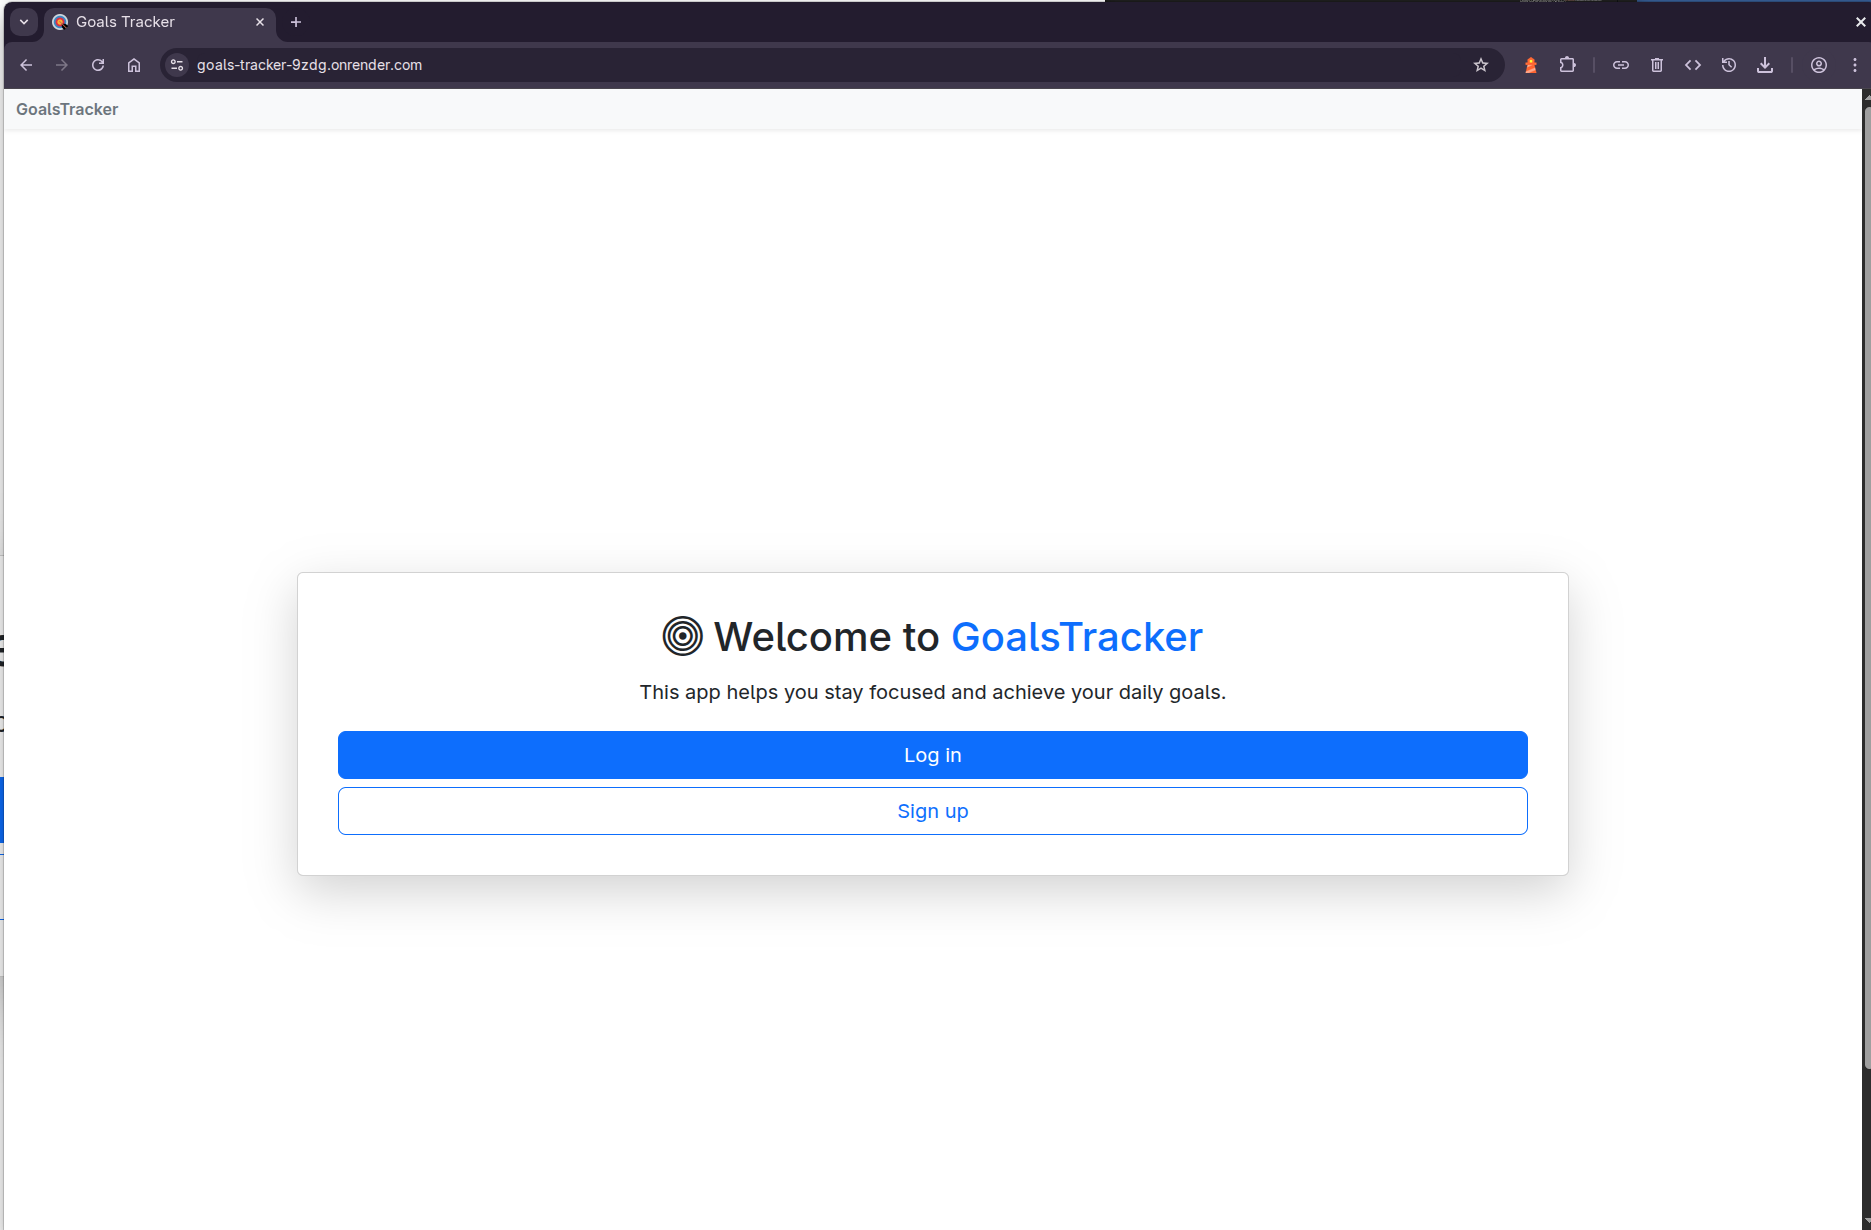 Goals Tracker
goals-tracker-9zdg.onrender.com
GoalsTracker
Welcome to GoalsTracker
This app helps you stay focused and achieve your daily goals.
Log in
Sign up